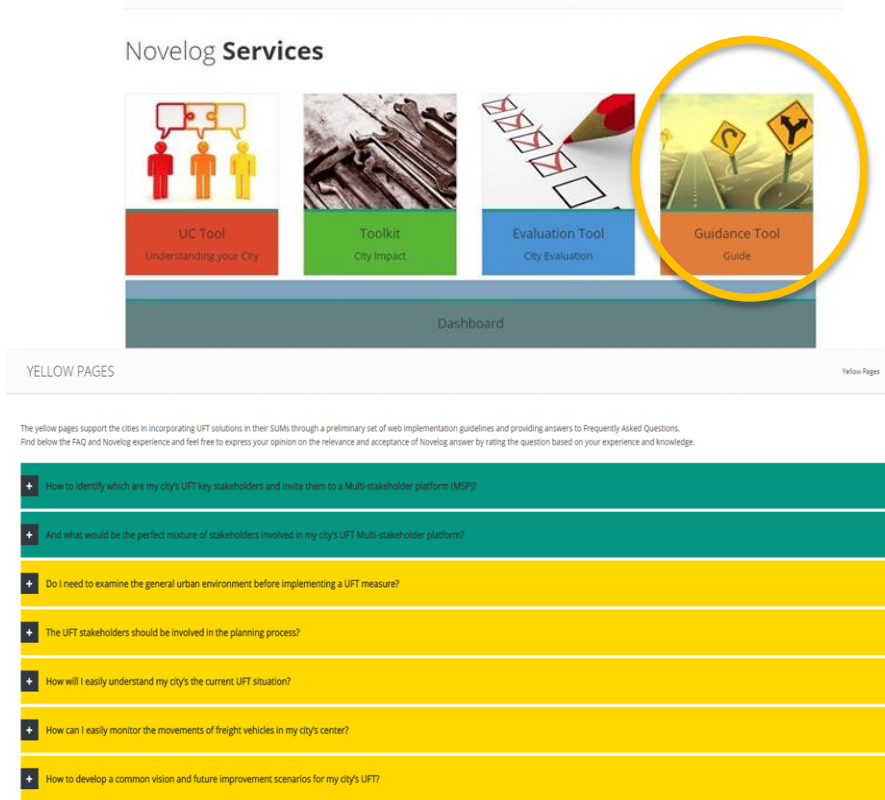 Novelog Services
UC Tool
Understanding your City
Toolkit
City Impact
Evaluation Tool
City Evaluation
Guidance Tool
Guide
Dashboard
YELLOW PAGES
Yellow Pages
The yellow pages support the cities in incorporating UFT solutions in their SUMs through a preliminary set of web implementation guidelines and providing answers to Frequently Asked Questions.
Find below the FAQ and Novelog experience and feel free to express your opinion on the relevance and acceptance of Novelog answer by rating the question based on your experience and knowledge.
+ How to identify which are my city's UFT key stakeholders and invite them to a Multi-stakeholder platform (MSP)?
+ And what would be the perfect mixture of stakeholders involved in my city's UFT Multi-stakeholder platform?
+ Do I need to examine the general urban environment before implementing a UFT measure?
+ The UFT stakeholders should be involved in the planning process?
+ How will I easily understand my city's the current UFT situation?
+ How can I easily monitor the movements of freight vehicles in my city's center?
+ How to develop a common vision and future improvement scenarios for my city's UFT?